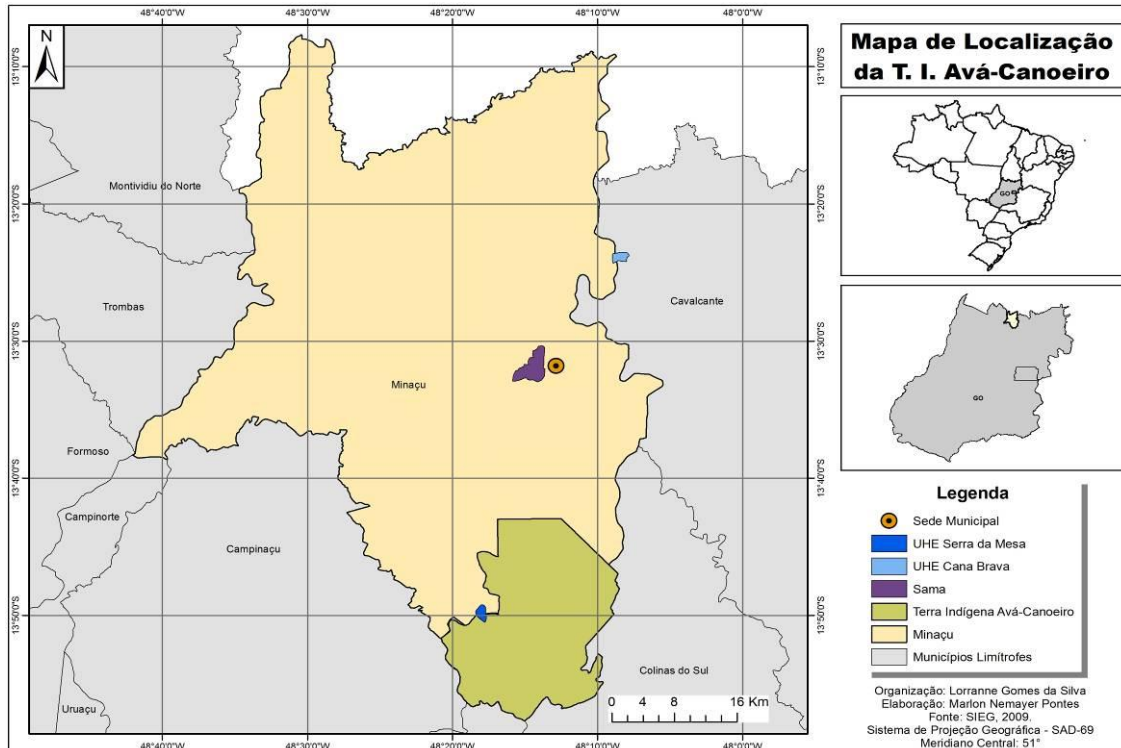 48°40'0"W
48°30'0"W
48°20'0"W
48°10'0"W
48°0'0"W
N
13°10'0"S
13°20'0"S
13°30'0"S
13°40'0"S
13°50'0"S
Montividiu do Norte
Trombas
Cavalcante
Minaçu
Formoso
Campinorte
Campinaçu
Colinas do Sul
Uruaçu
0 4 8 16 Km
48°40'0"W
48°30'0"W
48°20'0"W
48°10'0"W
48°0'0"W
13°10'0"S
13°20'0"S
13°30'0"S
13°40'0"S
13°50'0"S
Mapa de Localização
da T. I. Avá-Canoeiro
GO
GO
Legenda
Sede Municipal
UHE Serra da Mesa
UHE Cana Brava
Sama
Terra Indígena Avá-Canoeiro
Minaçu
Municípios Limítrofes
Organização: Lorranne Gomes da Silva
Elaboração: Marlon Nemayer Pontes
Fonte: SIEG, 2009.
Sistema de Projeção Geográfica - SAD-69
Meridiano Central: 51°